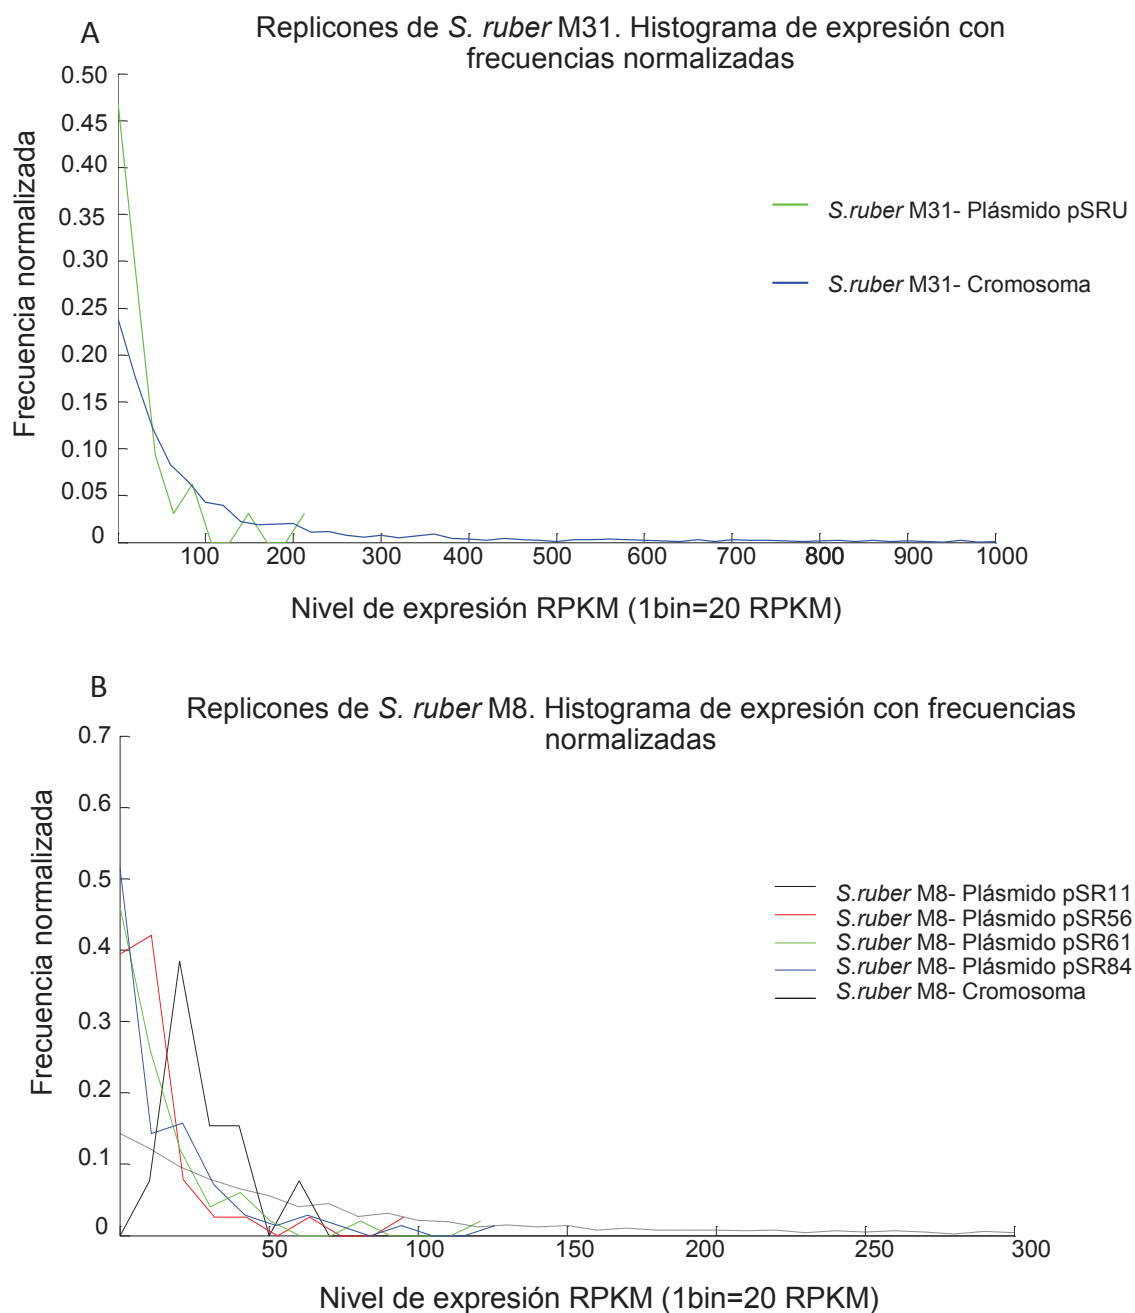 A
Replicones de S. ruber M31. Histograma de expresión con
frecuencias normalizadas
Frecuencia normalizada
0.50
0.45
0.40
0.35
0.30
0.25
0.20
0.15
0.10
0.05
0
S.ruber M31- Plásmido pSRU
S.ruber M31- Cromosoma
100 200 300 400 500 600 700 800 900 1000
Nivel de expresión RPKM (1bin=20 RPKM)
B
Replicones de S. ruber M8. Histograma de expresión con frecuencias
normalizadas
Frecuencia normalizada
0.7
0.6
0.5
0.4
0.3
0.2
0.1
0
S.ruber M8- Plásmido pSR11
S.ruber M8- Plásmido pSR56
S.ruber M8- Plásmido pSR61
S.ruber M8- Plásmido pSR84
S.ruber M8- Cromosoma
50 100 150 200 250 300
Nivel de expresión RPKM (1bin=20 RPKM)